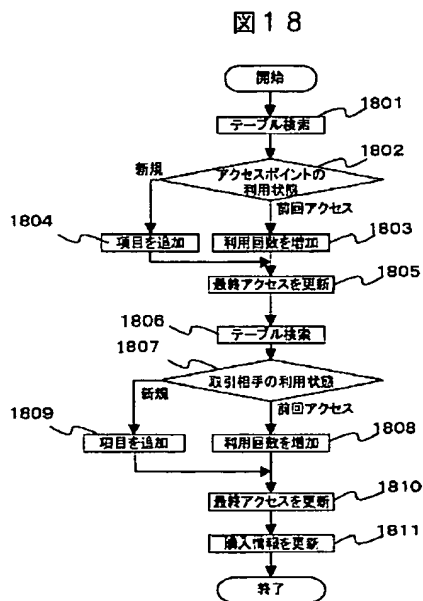 図18
開始
1801
テーブル検索
1802
アクセスポイントの
利用状態
新規
前回アクセス
1804
項目を追加
利用回数を増加
1803
最終アクセスを更新
1805
1806
テーブル検索
1807
取引相手の利用状態
新規
前回アクセス
1809
項目を追加
利用回数を増加
1808
最終アクセスを更新
1810
購入情報を更新
1811
終了